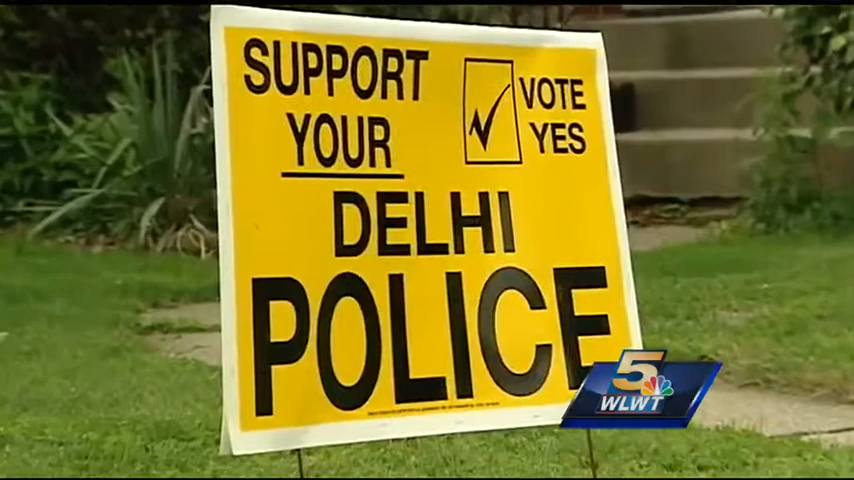 SUPPORT
YOUR
VOTE
YES
DELHI
POLICE
5
WLWT